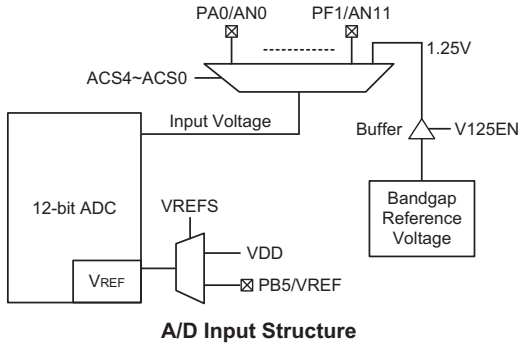 PA0/AN0
PF1/AN11
1.25V
ACS4~ACS0
Input Voltage
Buffer
V125EN
12-bit ADC
VREFS
Bandgap
Reference
Voltage
VDD
VREF
PB5/VREF
A/D Input Structure